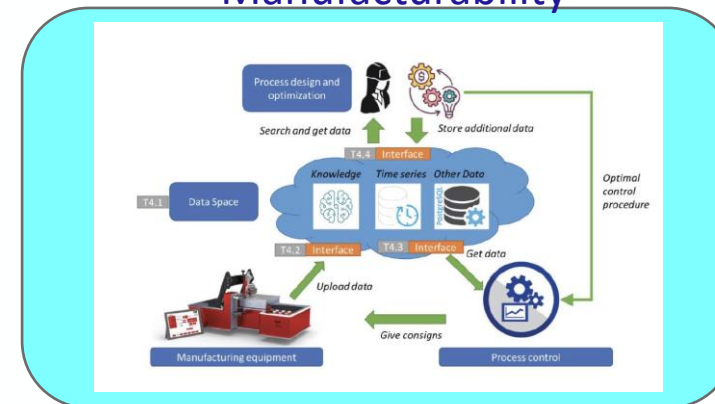 Manufacturability
Process design and
optimization
Search and get data
Store additional data
T4.4 Interface
Knowledge Time series Other Data
PostgreSQL
Optimal
control
procedure
T4.1 Data Space
T4.2 Interface
T4.3 Interface
Get data
Upload data
Give consigns
Manufacturing equipment
Process control